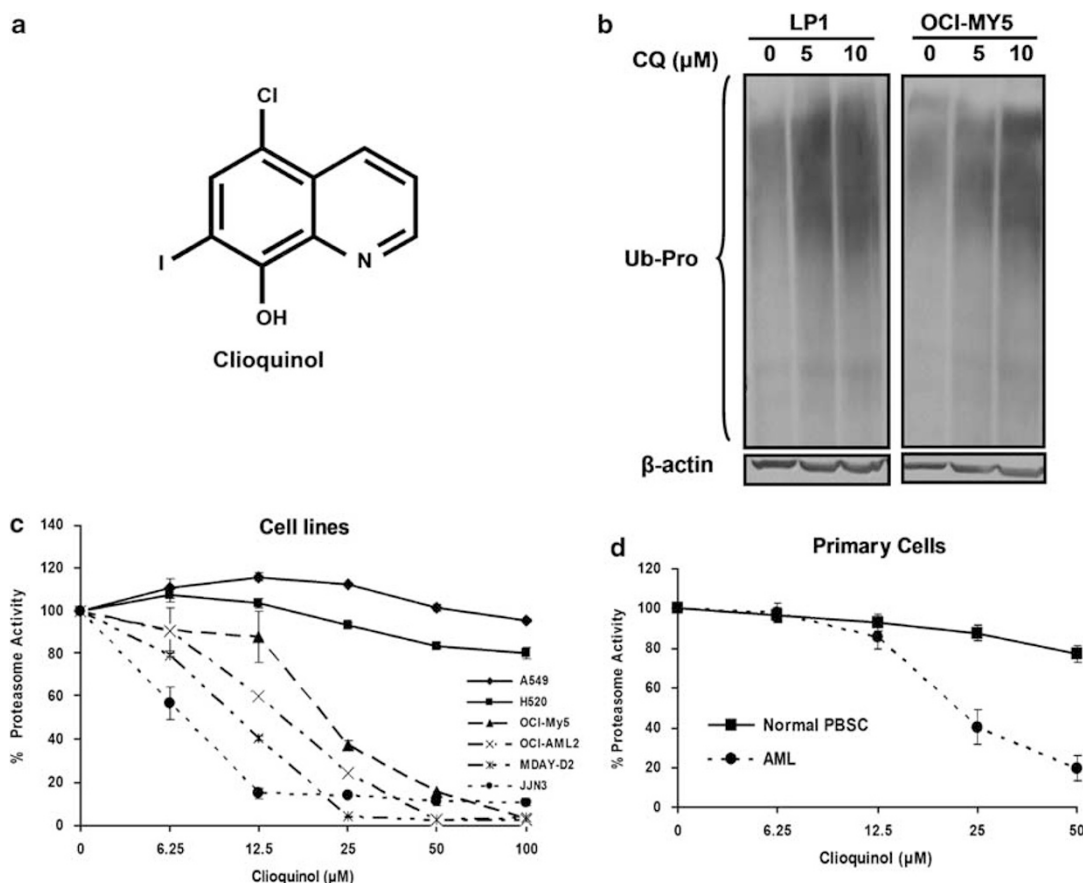 a
Cl
I
N
OH
Clioquinol
b
LP1 OCI-MY5
CQ (µM) 0 5 10 0 5 10
Ub-Pro
β-actin
c
Cell lines
% Proteasome Activity
140
120
100
80
60
40
20
0
0 6.25 12.5 25 50 100
Clioquinol (µM)
A549
H520
OCI-My5
OCI-AML2
MDAY-D2
JJN3
d
Primary Cells
% Proteasome Activity
120
100
80
60
40
20
0
0 6.25 12.5 25 50
Clioquinol (µM)
Normal PBSC
AML